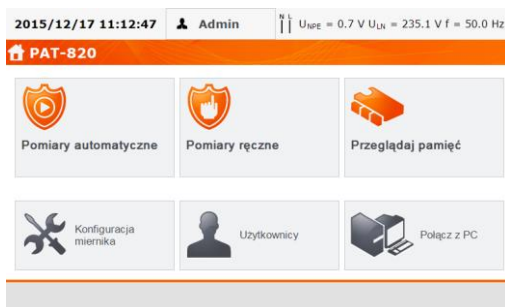 2015/12/17 11:12:47 Admin N L UNPE = 0.7 V ULN = 235.1 V f = 50.0 Hz
PAT-820
Pomiary automatyczne Pomiary ręczne Przeglądaj pamięć
Konfiguracja
miernika
Użytkownicy
Połącz z PC